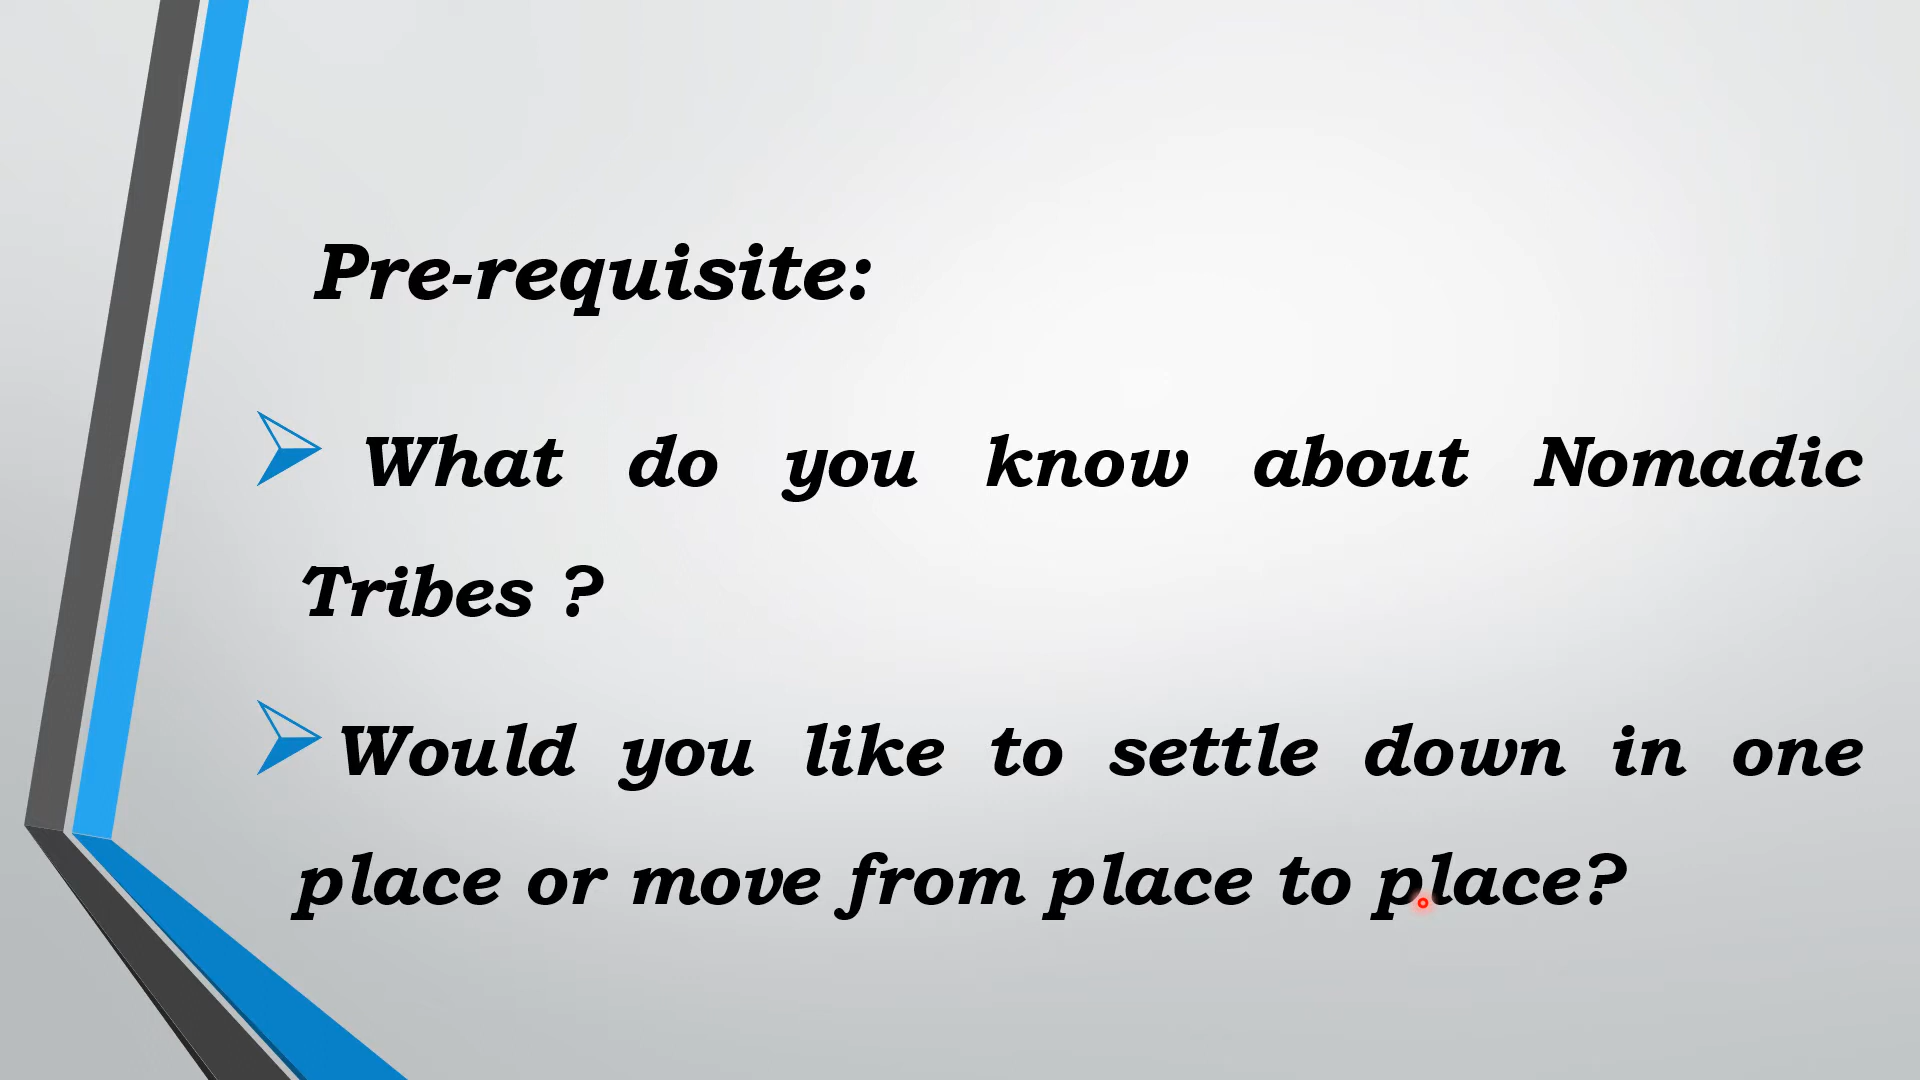 Pre-requisite:
What do you know about Nomadic
Tribes ?
Would you like to settle down in one
place or move from place to place?